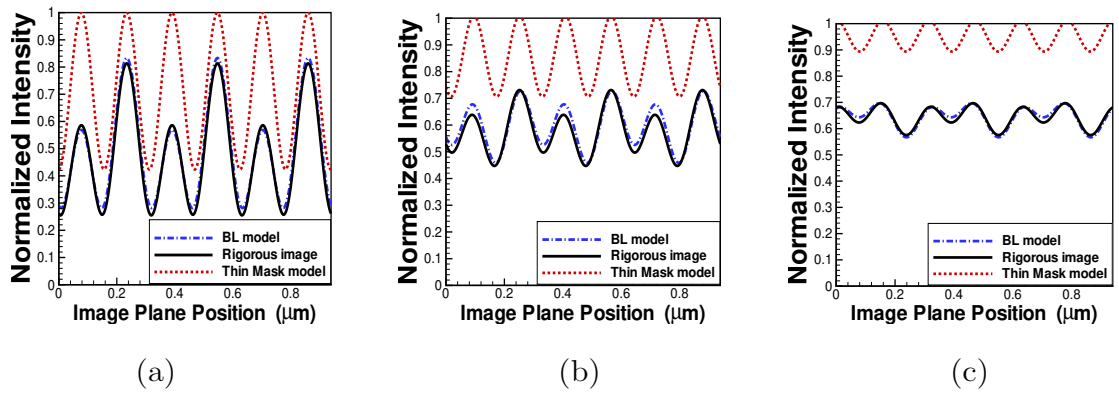 Normalized Intensity
1
0.9
0.8
0.7
0.6
0.5
0.4
0.3
0.2
0.1
0
0 0.2 0.4 0.6 0.8
BL model
Rigorous image
Thin Mask model
Image Plane Position (μm)
(a)
Normalized Intensity
1
0.9
0.8
0.7
0.6
0.5
0.4
0.3
0.2
0.1
0
0 0.2 0.4 0.6 0.8
BL model
Rigorous image
Thin Mask model
Image Plane Position (μm)
(b)
Normalized Intensity
1
0.9
0.8
0.7
0.6
0.5
0.4
0.3
0.2
0.1
0
0 0.2 0.4 0.6 0.8
BL model
Rigorous image
Thin Mask model
Image Plane Position (μm)
(c)